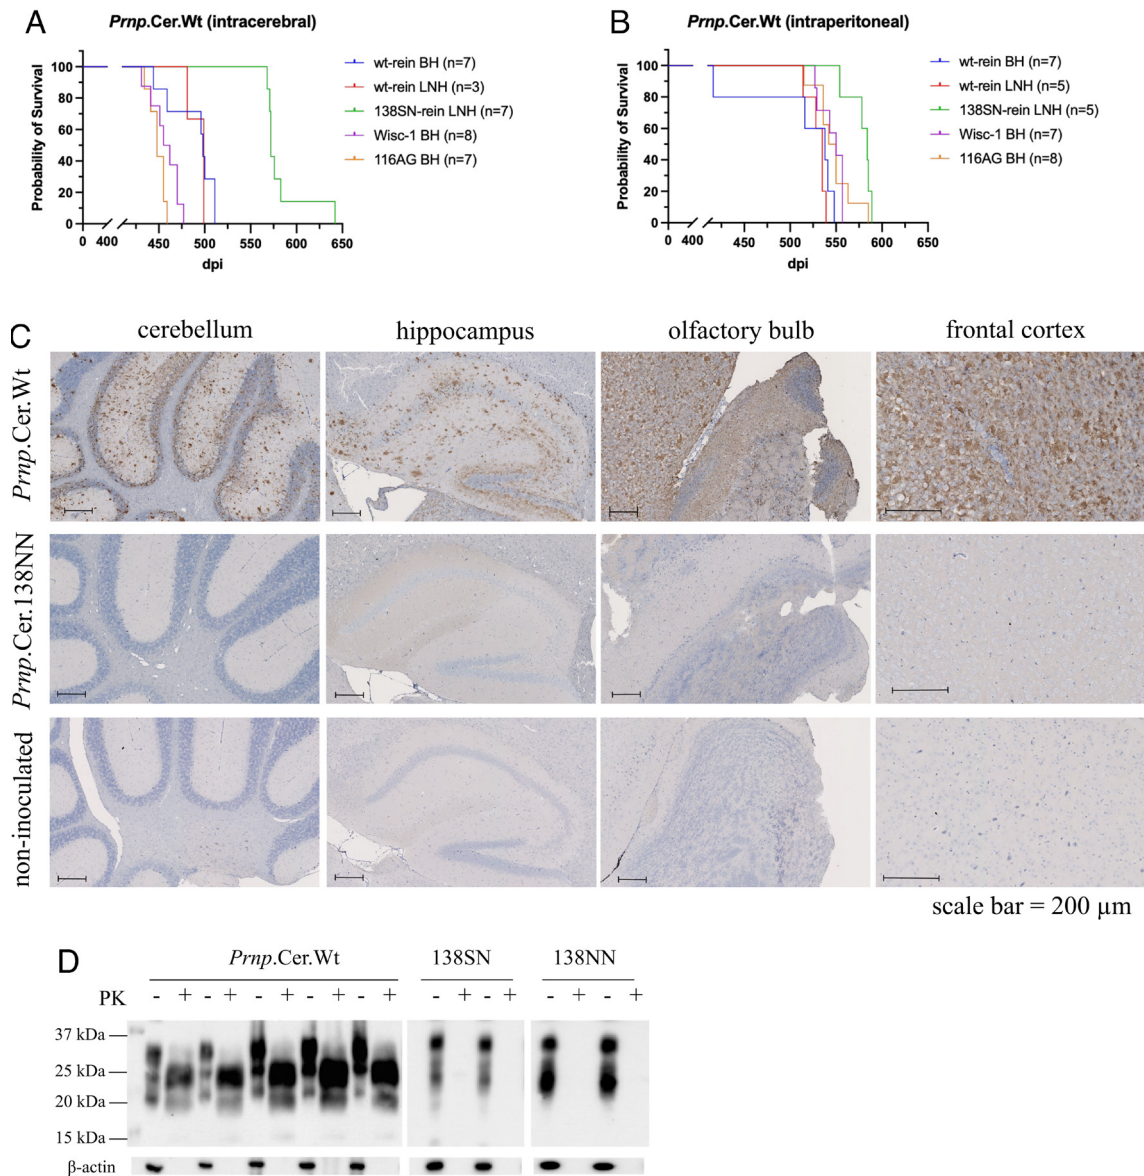 A
Prnp.Cer.Wt (intracerebral)
Probability of Survival
100
80
60
40
20
0
0
400
450
500
550
600
650
dpi
wt-rein BH (n=7)
wt-rein LNH (n=3)
138SN-rein LNH (n=7)
Wisc-1 BH (n=8)
116AG BH (n=7)
B
Prnp.Cer.Wt (intraperitoneal)
Probability of Survival
100
80
60
40
20
0
0
400
450
500
550
600
650
dpi
wt-rein BH (n=7)
wt-rein LNH (n=5)
138SN-rein LNH (n=5)
Wisc-1 BH (n=7)
116AG BH (n=8)
C
cerebellum
hippocampus
olfactory bulb
frontal cortex
Prnp.Cer.Wt
Prnp.Cer.138NN
non-inoculated
scale bar = 200 µm
D
Prnp.Cer.Wt
138SN
138NN
PK - + - + - + - + - + - + - + - + - +
37 kDa
25 kDa
20 kDa
15 kDa
β-actin